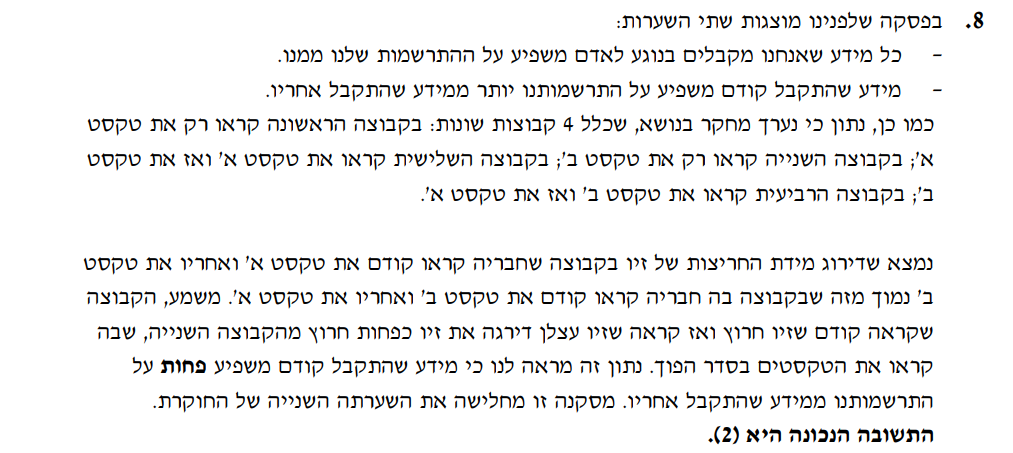 8. בפסקה שלפנינו מוצגות שתי השערות:
- כל מידע שאנחנו מקבלים בנוגע לאדם משפיע על ההתרשמות שלנו ממנו.
- מידע שהתקבל קודם משפיע על התרשמותנו יותר ממידע שהתקבל אחריו.
כמו כן, נתון כי נערך מחקר בנושא, שכלל 4 קבוצות שונות: בקבוצה הראשונה קראו רק את טקסט
א'; בקבוצה השנייה קראו רק את טקסט ב'; בקבוצה השלישית קראו את טקסט א' ואז את טקסט
ב'; בקבוצה הרביעית קראו את טקסט ב' ואז את טקסט א'.
נמצא שדירוג מידת החריצות של זיו בקבוצה שחבריה קראו קודם את טקסט א' ואחריו את טקסט
ב' נמוך מזה שבקבוצה בה חבריה קראו קודם את טקסט ב' ואחריו את טקסט א'. משמע, הקבוצה
שקראה קודם שזיו חרוץ ואז קראה שזיו עצלן דירגה את זיו כפחות חרוץ מהקבוצה השנייה, שבה
קראו את הטקסטים בסדר הפוך. נתון זה מראה לנו כי מידע שהתקבל קודם משפיע פחות על
התרשמותנו ממידע שהתקבל אחריו. מסקנה זו מחלישה את השערתה השנייה של החוקרת.
התשובה הנכונה היא (2).